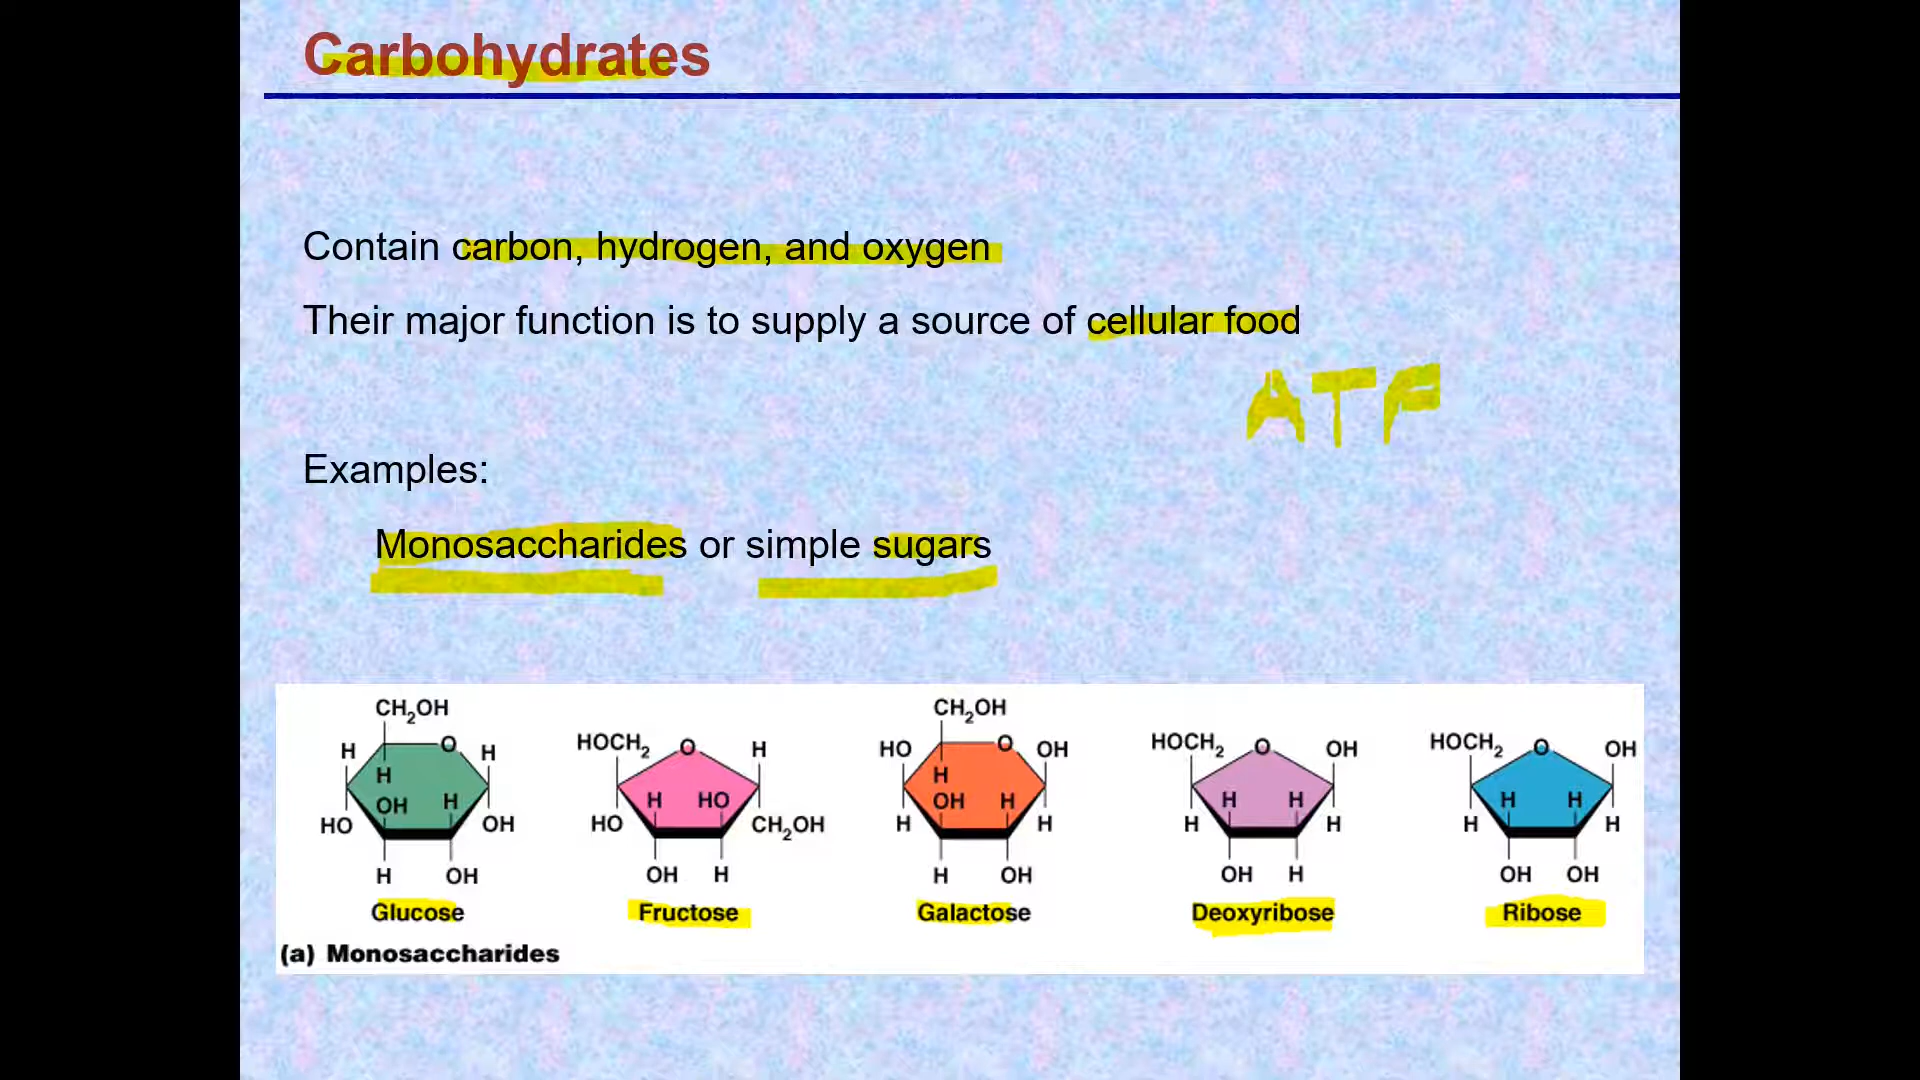 Carbohydrates
Contain carbon, hydrogen, and oxygen
Their major function is to supply a source of cellular food
ATP
Examples:
Monosaccharides or simple sugars
CH₂OH CH₂OH
H O H HOCH₂ O H HO O OH HOCH₂ O OH HOCH₂ O OH
H H
OH H H HO OH H H H H H
HO OH HO CH₂OH H H H H H H
H OH OH H H OH OH H OH OH
Glucose Fructose Galactose Deoxyribose Ribose
(a) Monosaccharides